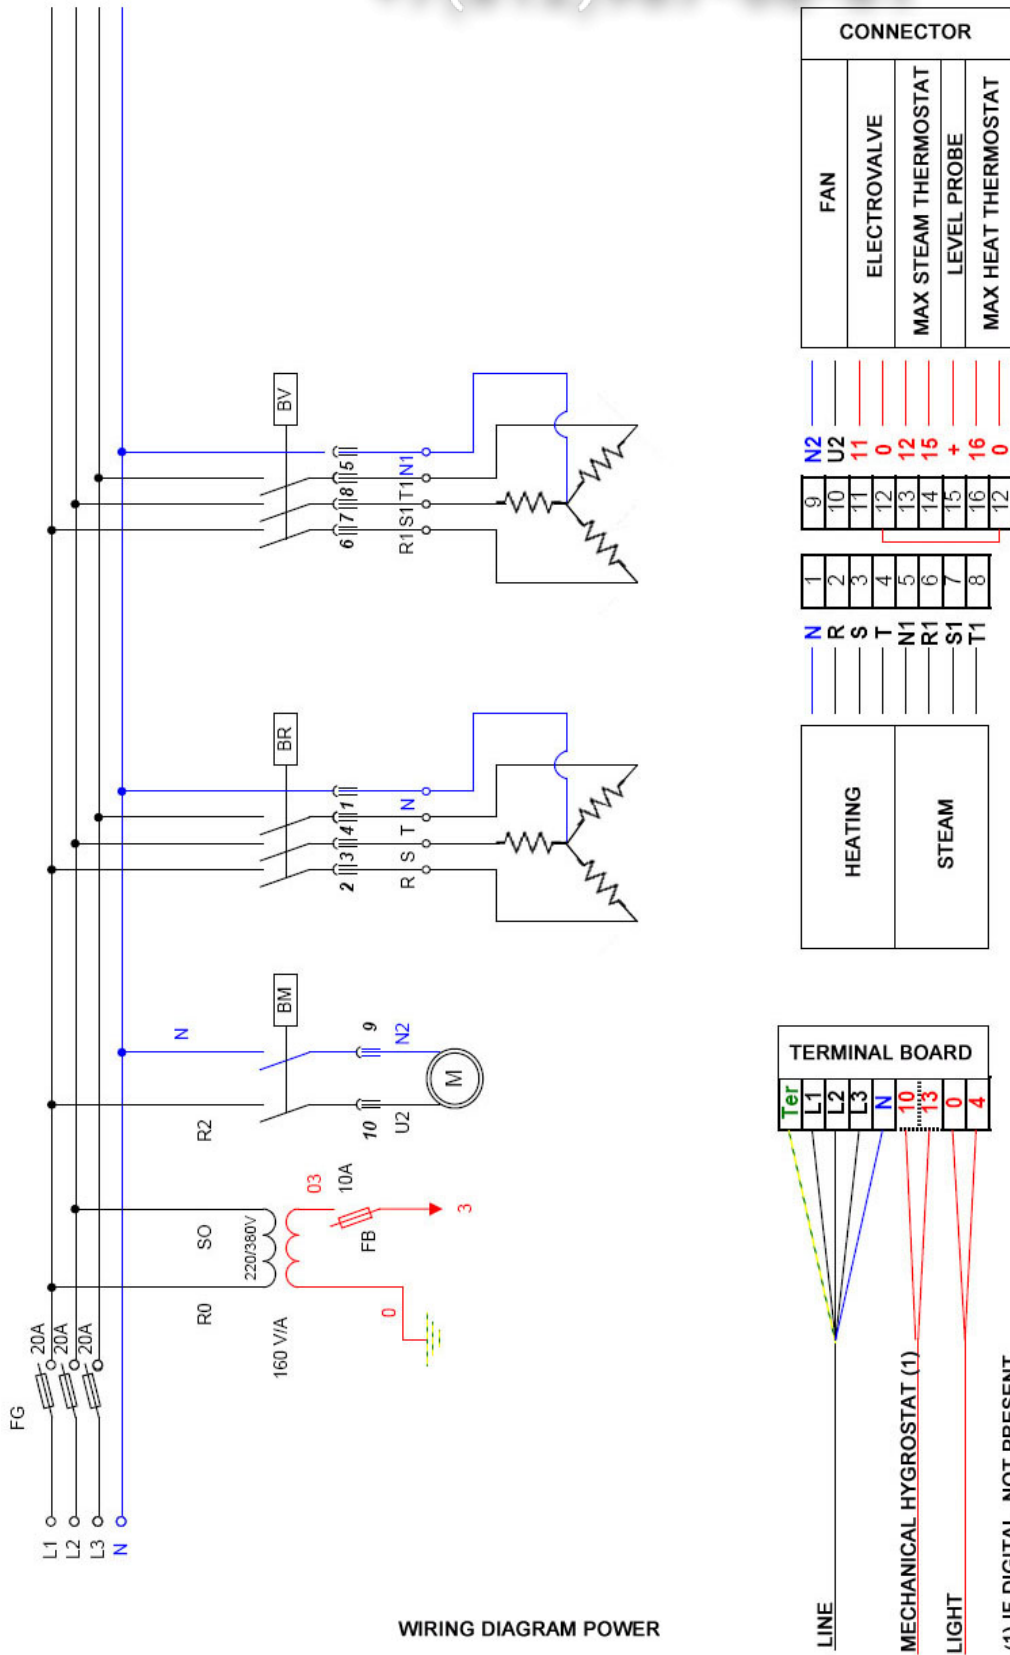 WIRING DIAGRAM POWER
FG
20A
20A
20A
L1
L2
L3
N
R0
SO
220/380V
160 V/A
0
03
10A
FB
3
R2
N
BM
10
9
U2
N2
M
BR
2
3
4
1
R
S
T
N
BV
6
7
8
5
R1
S1
T1
N1
LINE
MECHANICAL HYGROSTAT (1)
LIGHT
(1) IF DIGITAL NOT PRESENT
TERMINAL BOARD
Ter
L1
L2
L3
N
10
13
0
4
HEATING
STEAM
N
R
S
T
N1
R1
S1
T1
1
2
3
4
5
6
7
8
9
10
11
12
13
14
15
16
12
N2
U2
11
0
12
15
+
16
0
CONNECTOR
FAN
ELECTROVALVE
MAX STEAM THERMOSTAT
LEVEL PROBE
MAX HEAT THERMOSTAT